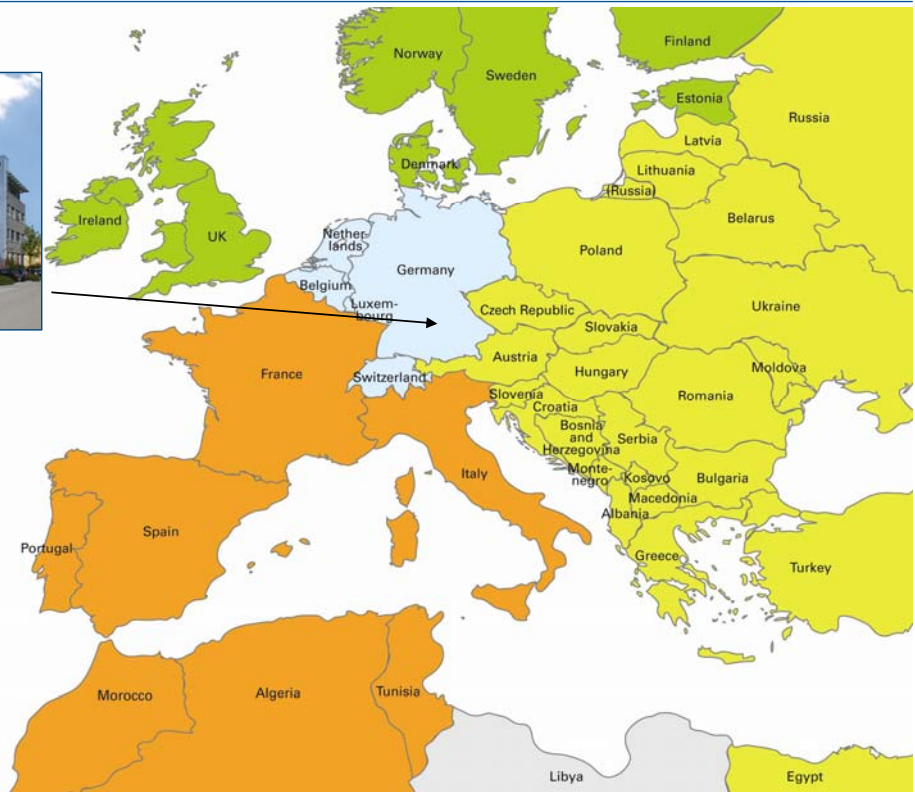 Norway
Sweden
Finland
Estonia
Russia
Latvia
Denmark
Lithuania
(Russia)
Ireland
UK
Belarus
Nether-
lands
Poland
Germany
Belgium
Luxem-
bourg
Czech Republic
Ukraine
Slovakia
Austria
France
Switzerland
Hungary
Moldova
Slovenia
Romania
Croatia
Bosnia
and
Herzegovina
Serbia
Italy
Monte-
negro
Kosovo
Bulgaria
Macedonia
Albania
Spain
Portugal
Greece
Turkey
Morocco
Algeria
Tunisia
Libya
Egypt